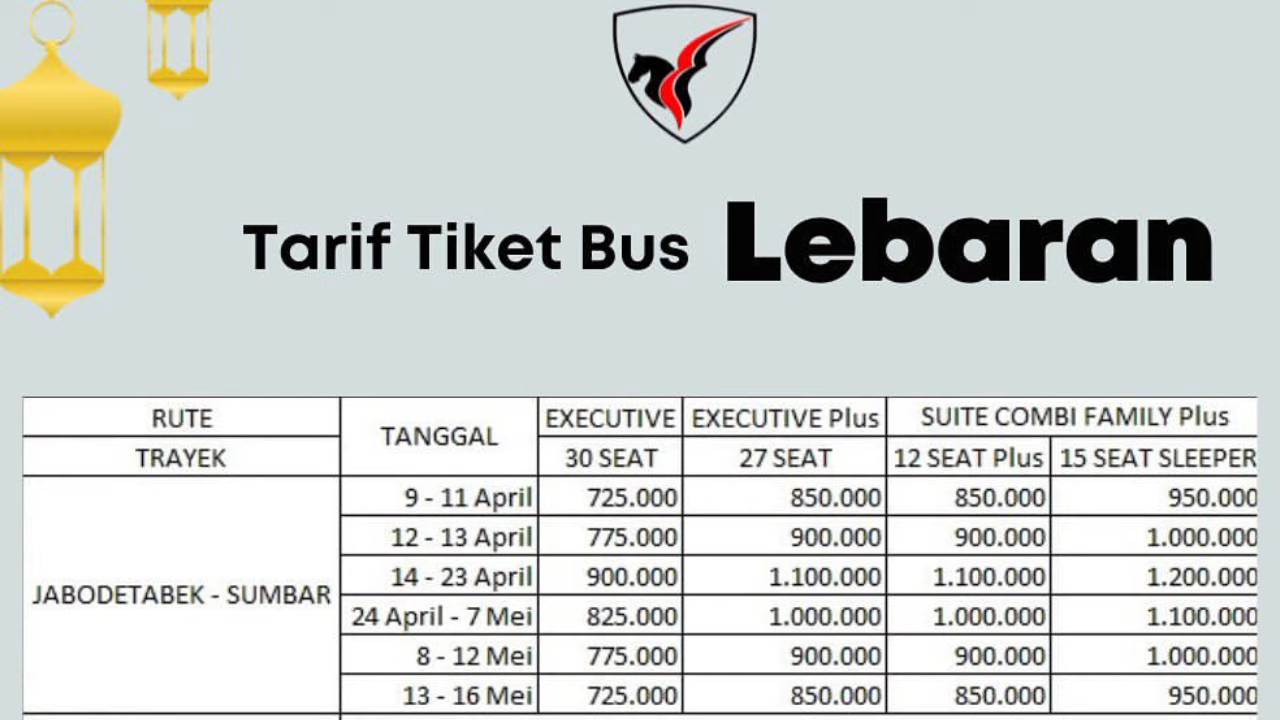 Tarif Tiket Bus Lebaran
RUTE TANGGAL EXECUTIVE EXECUTIVE Plus SUITE COMBI FAMILY Plus
TRAYEK 30 SEAT 27 SEAT 12 SEAT Plus 15 SEAT SLEEPER
JABODETABEK - SUMBAR
9 - 11 April 725.000 850.000 850.000 950.000
12 - 13 April 775.000 900.000 900.000 1.000.000
14 - 23 April 900.000 1.100.000 1.100.000 1.200.000
24 April - 7 Mei 825.000 1.000.000 1.000.000 1.100.000
8 - 12 Mei 775.000 900.000 900.000 1.000.000
13 - 16 Mei 725.000 850.000 850.000 950.000